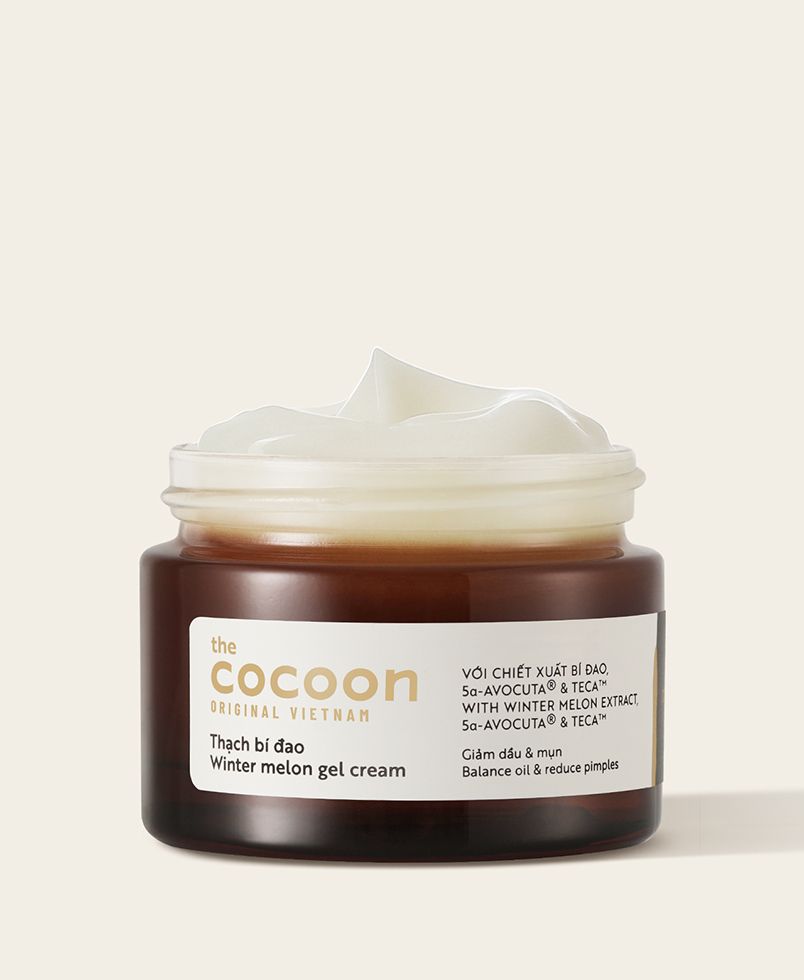 the
cocoon
ORIGINAL VIETNAM
Thạch bí đao
Winter melon gel cream
VỚI CHIẾT XUẤT BÍ ĐAO,
5α-AVOCUTA® & TECA™
WITH WINTER MELON EXTRACT,
5α-AVOCUTA® & TECA™
Giảm dầu & mụn
Balance oil & reduce pimples